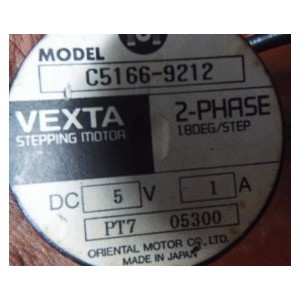 MODEL
C5166-9212
VEXTA 2-PHASE
STEPPING MOTOR 1.8DEG/STEP
DC 5 V 1 A
PT7 05300
ORIENTAL MOTOR CO.,LTD.
MADE IN JAPAN